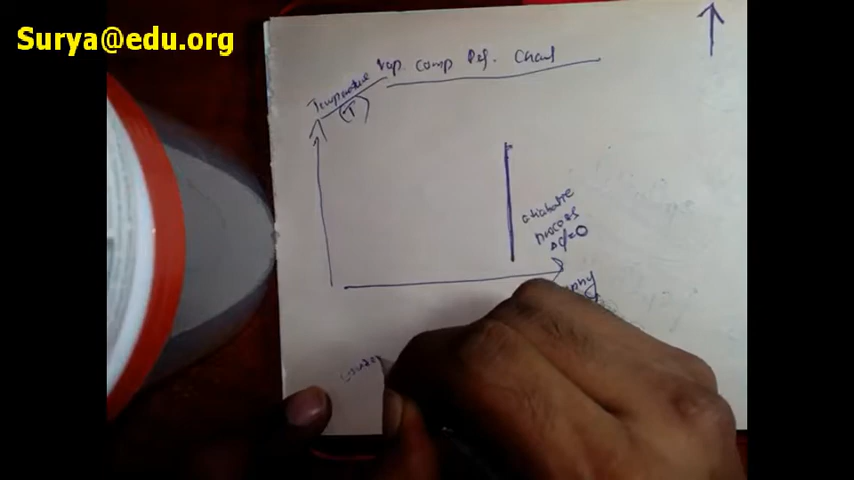 Surya@edu.org
Vap. Comp Ref. Chart
Temperature
(T)
adiabatic
process
Δq=0